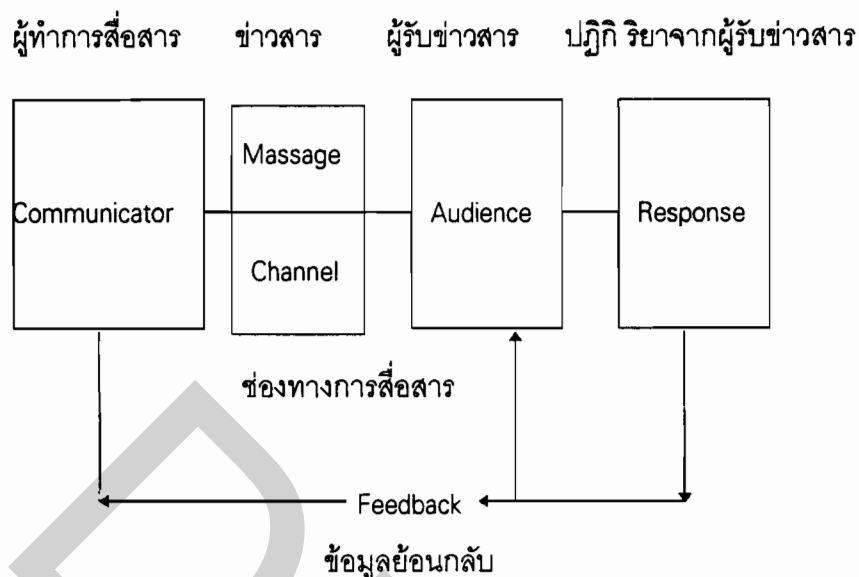 ผู้ทำการสื่อสาร ข่าวสาร ผู้รับข่าวสาร ปฏิกิ ริยาจากผู้รับข่าวสาร
Massage
Communicator Audience Response
Channel
ช่องทางการสื่อสาร
Feedback
ข้อมูลย้อนกลับ